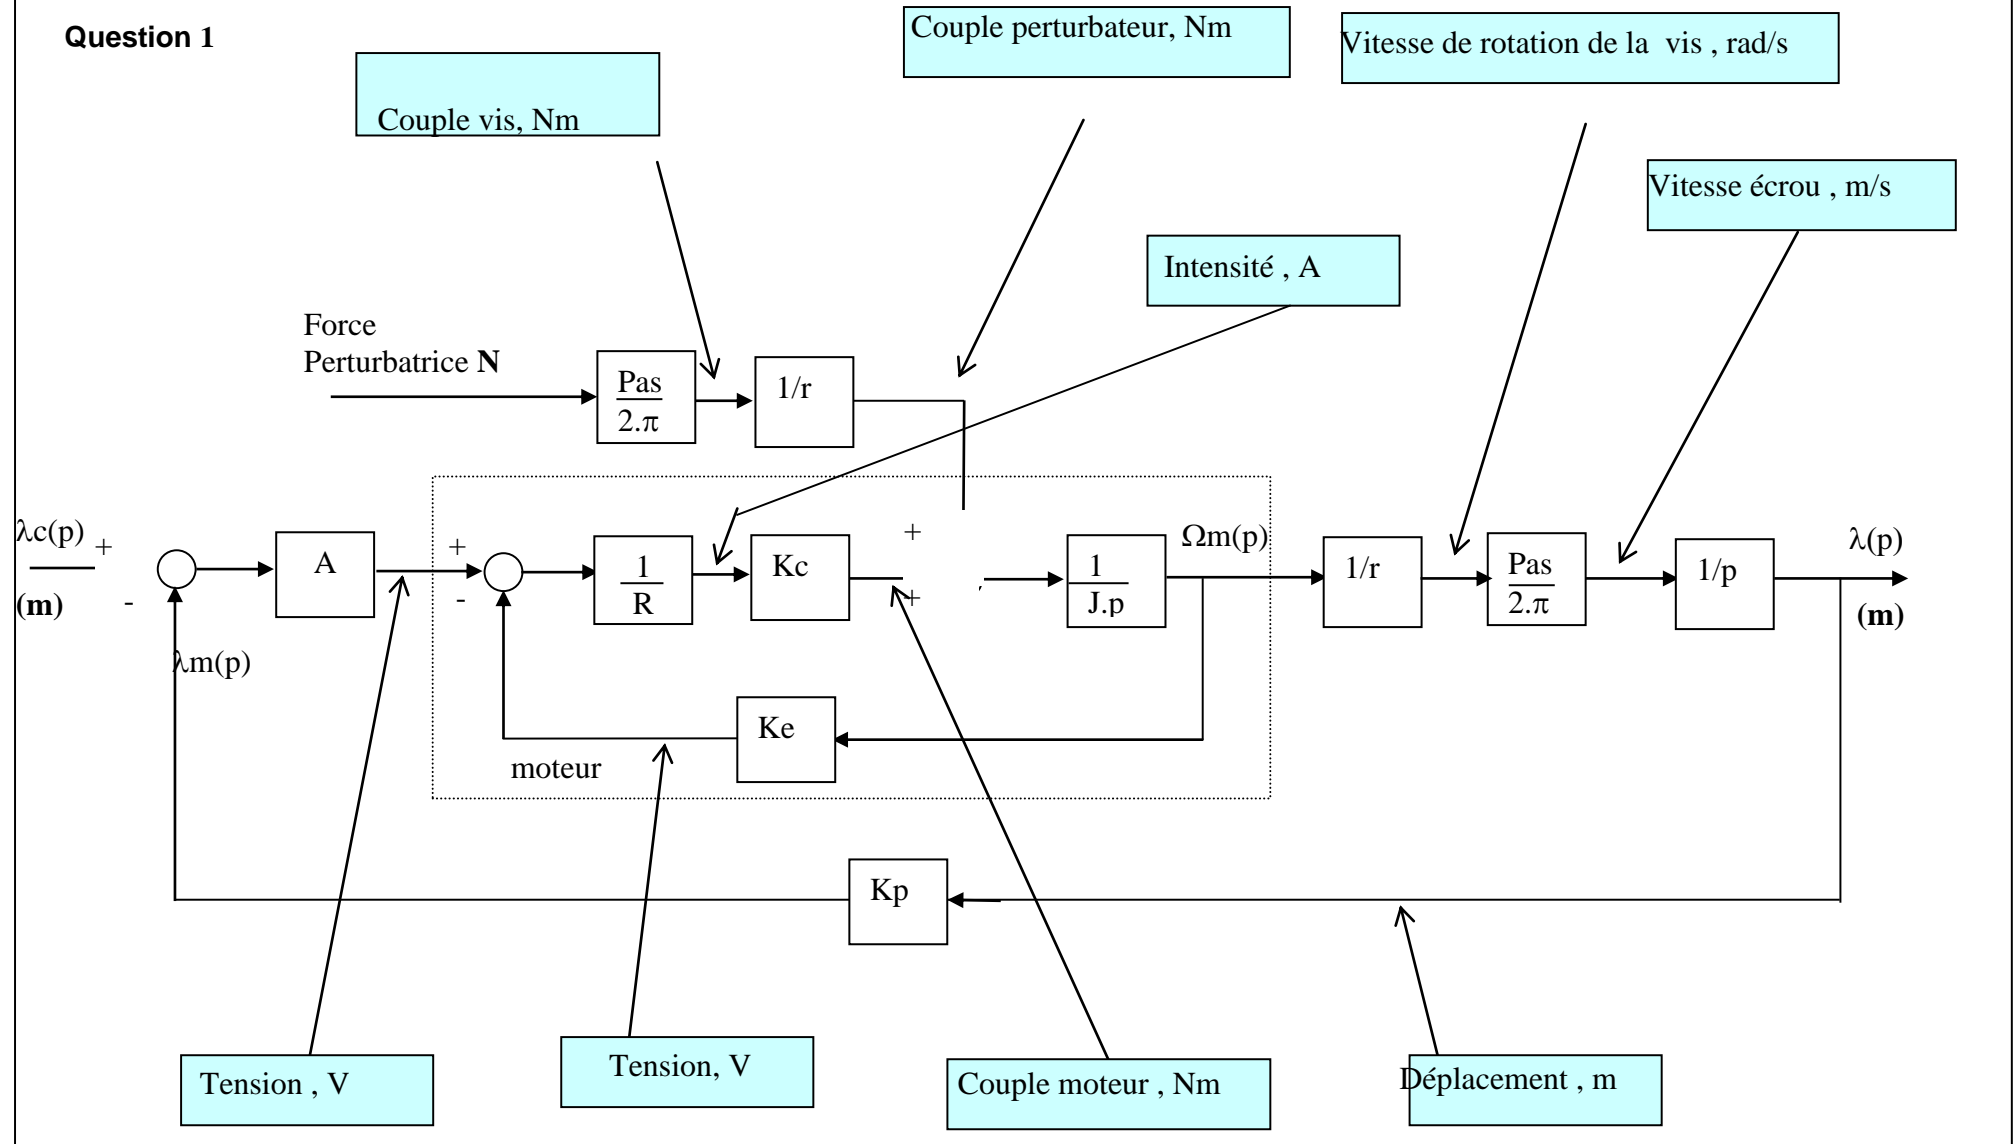 Question 1
Couple perturbateur, Nm
Vitesse de rotation de la vis , rad/s
Couple vis, Nm
Vitesse écrou , m/s
Intensité , A
Force
Perturbatrice N
Pas
2.π
1/r
λc(p)
+
(m)
-
λm(p)
A
+
-
1
R
Kc
+
+
1
J.p
Ωm(p)
1/r
Pas
2.π
1/p
λ(p)
(m)
Ke
moteur
Kp
Tension , V
Tension, V
Couple moteur , Nm
Déplacement , m